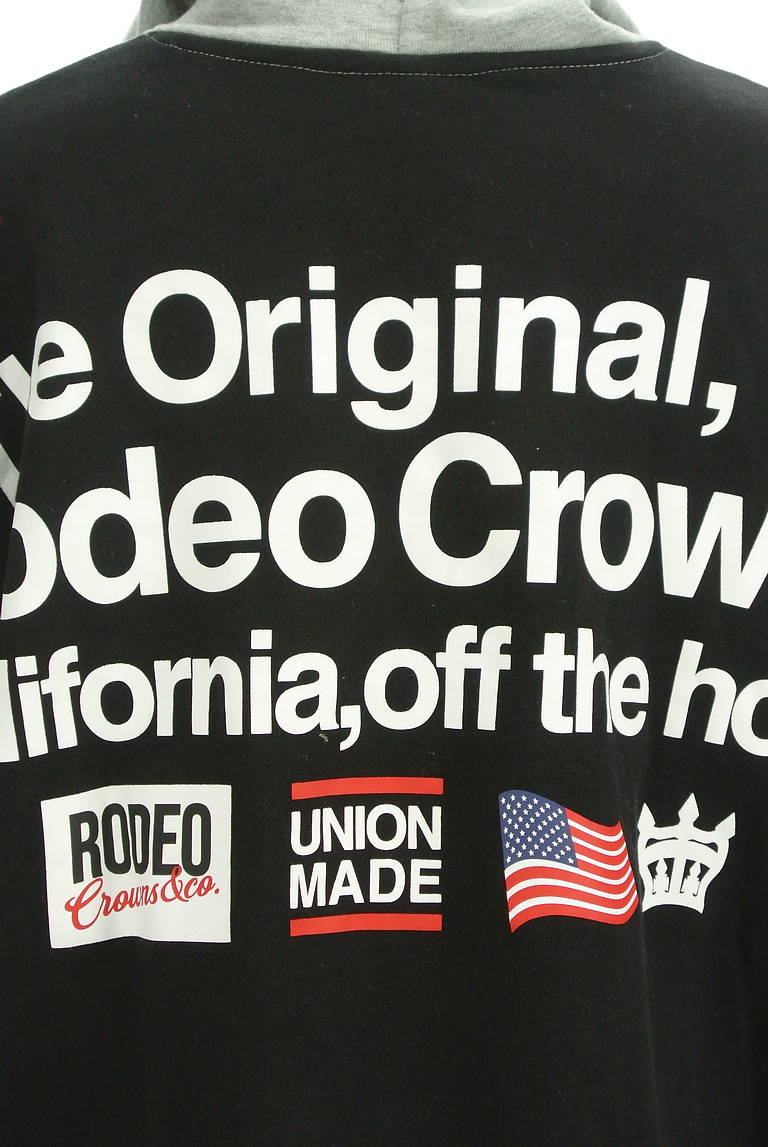 e Original,
odeo Crow
lifornia,off the ho
RODEO
Crowns&co.
UNION
MADE